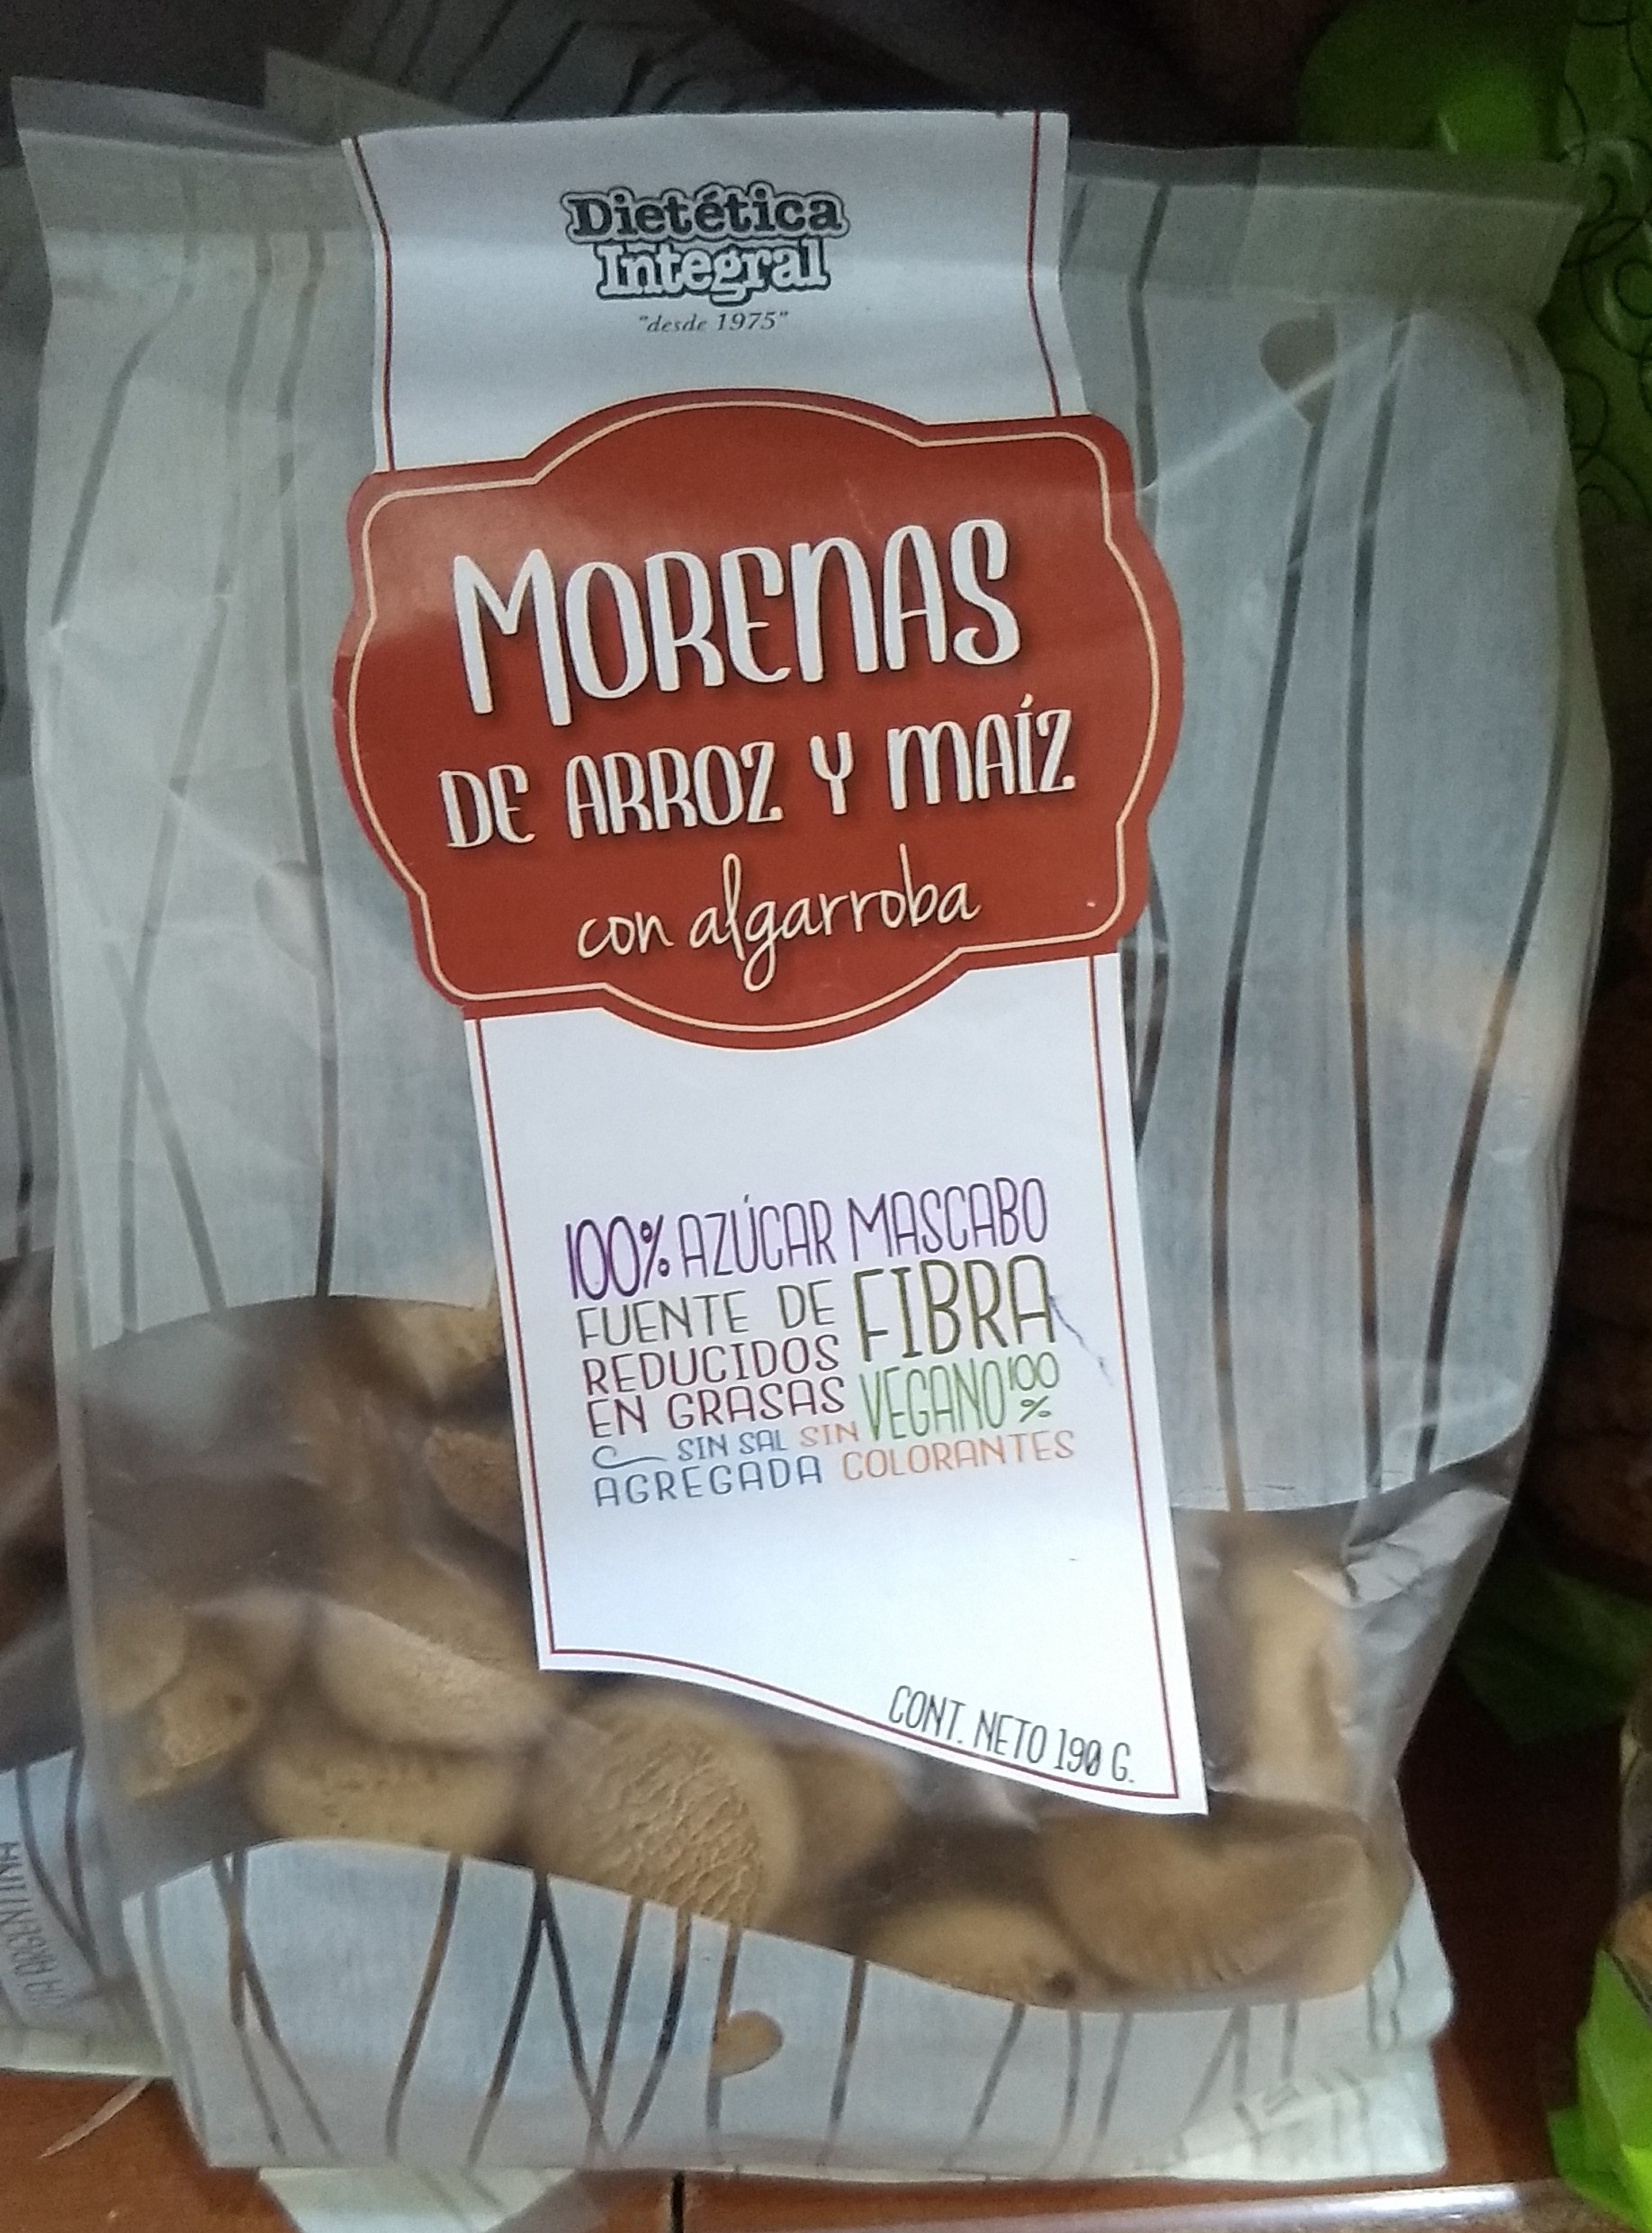 Dietética
Integral
"desde 1975"
MORENAS
DE ARROZ Y MAÍZ
con algarroba
100% AZÚCAR MASCABO
FUENTE DE FIBRA
REDUCIDOS
EN GRASAS VEGANO 100%
SIN SAL SIN
AGREGADA COLORANTES
CONT. NETO 190 G.